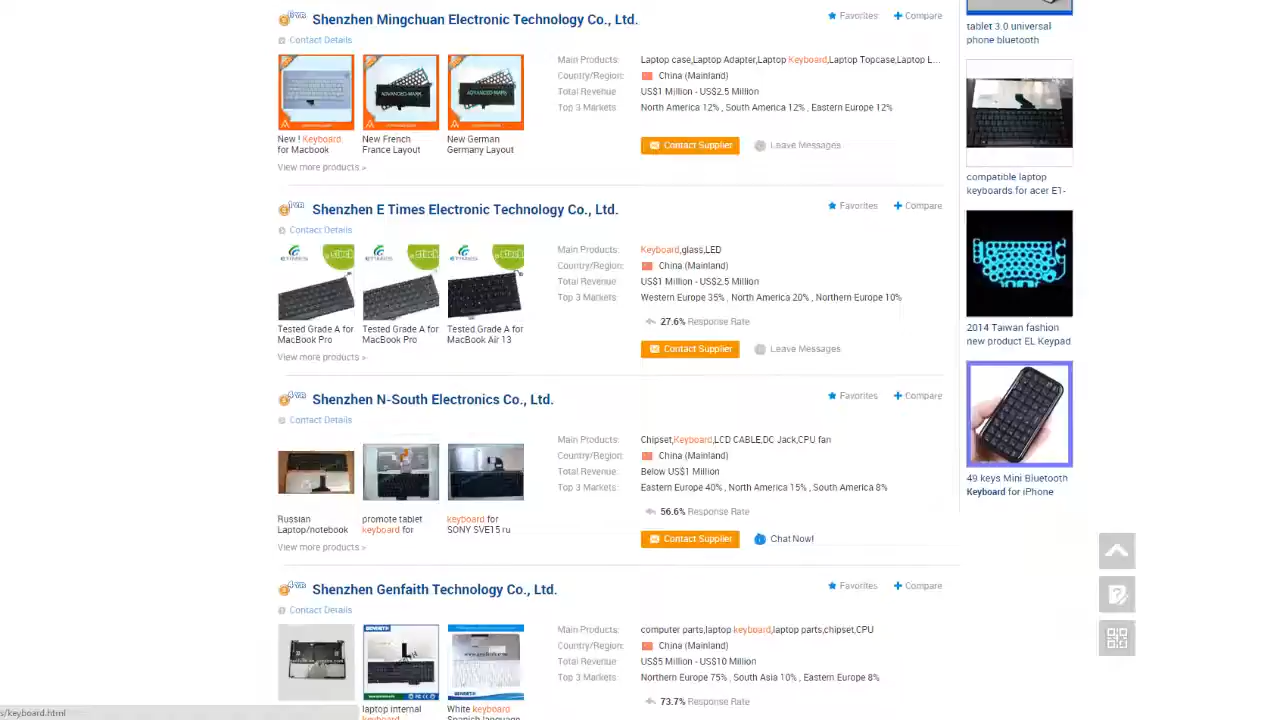 Shenzhen Mingchuan Electronic Technology Co., Ltd.
Favorites
Compare
Contact Details
Main Products: Laptop case,Laptop Adapter,Laptop Keyboard,Laptop Topcase,Laptop L...
Country/Region: China (Mainland)
Total Revenue US$1 Million - US$2.5 Million
Top 3 Markets: North America 12% , South America 12% , Eastern Europe 12%
New ! Keyboard for Macbook
New French France Layout
New German Germany Layout
Contact Supplier
Leave Messages
View more products >
Shenzhen E Times Electronic Technology Co., Ltd.
Favorites
Compare
Contact Details
Main Products: Keyboard,glass,LED
Country/Region: China (Mainland)
Total Revenue: US$1 Million - US$2.5 Million
Top 3 Markets: Western Europe 35% , North America 20% , Northern Europe 10%
27.6% Response Rate
Tested Grade A for MacBook Pro
Tested Grade A for MacBook Pro
Tested Grade A for MacBook Air 13
Contact Supplier
Leave Messages
View more products >
Shenzhen N-South Electronics Co., Ltd.
Favorites
Compare
Contact Details
Main Products: Chipset,Keyboard,LCD CABLE,DC Jack,CPU fan
Country/Region: China (Mainland)
Total Revenue: Below US$1 Million
Top 3 Markets: Eastern Europe 40% , North America 15% , South America 8%
56.6% Response Rate
Russian Laptop/notebook
promote tablet keyboard for
keyboard for SONY SVE15 ru
Contact Supplier
Chat Now!
View more products >
Shenzhen Genfaith Technology Co., Ltd.
Favorites
Compare
Contact Details
Main Products: computer parts,laptop keyboard,laptop parts,chipset,CPU
Country/Region: China (Mainland)
Total Revenue: US$5 Million - US$10 Million
Top 3 Markets: Northern Europe 75% , South Asia 10% , Eastern Europe 8%
73.7% Response Rate
laptop internal keyboard
White keyboard Spanish language
tablet 3.0 universal
phone bluetooth
compatible laptop
keyboards for acer E1-
2014 Taiwan fashion
new product EL Keypad
49 keys Mini Bluetooth
Keyboard for iPhone
s/keyboard.html